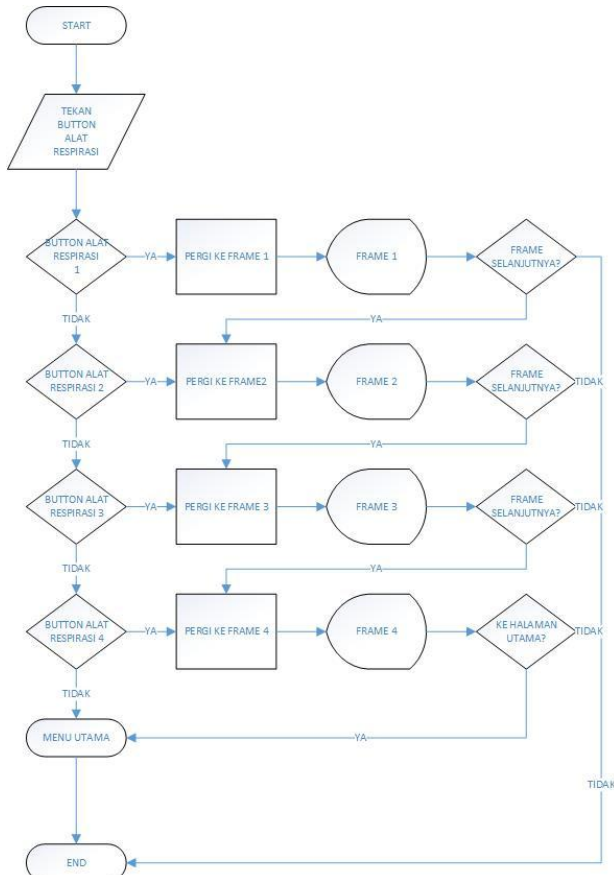 START
TEKAN
BUTTON
ALAT
RESPIRASI
BUTTON ALAT
RESPIRASI
1
YA
PERGI KE FRAME 1
FRAME 1
FRAME
SELANJUTNYA?
TIDAK
YA
BUTTON ALAT
RESPIRASI 2
YA
PERGI KE FRAME2
FRAME 2
FRAME
SELANJUTNYA?
TIDAK
TIDAK
YA
BUTTON ALAT
RESPIRASI 3
YA
PERGI KE FRAME 3
FRAME 3
FRAME
SELANJUTNYA?
TIDAK
TIDAK
YA
BUTTON ALAT
RESPIRASI 4
YA
PERGI KE FRAME 4
FRAME 4
KE HALAMAN
UTAMA?
TIDAK
TIDAK
MENU UTAMA
YA
TIDAK
END